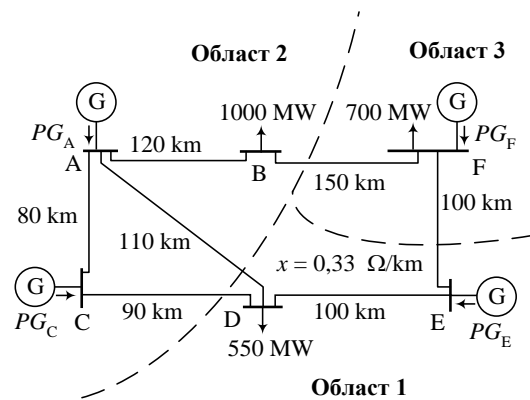 Област 2
Област 3
G
1000 MW
700 MW
G
PG_A
PG_F
120 km
A
B
F
150 km
80 km
100 km
110 km
x = 0,33 Ω/km
G
G
PG_C
C
90 km
D
100 km
E
PG_E
550 MW
Област 1